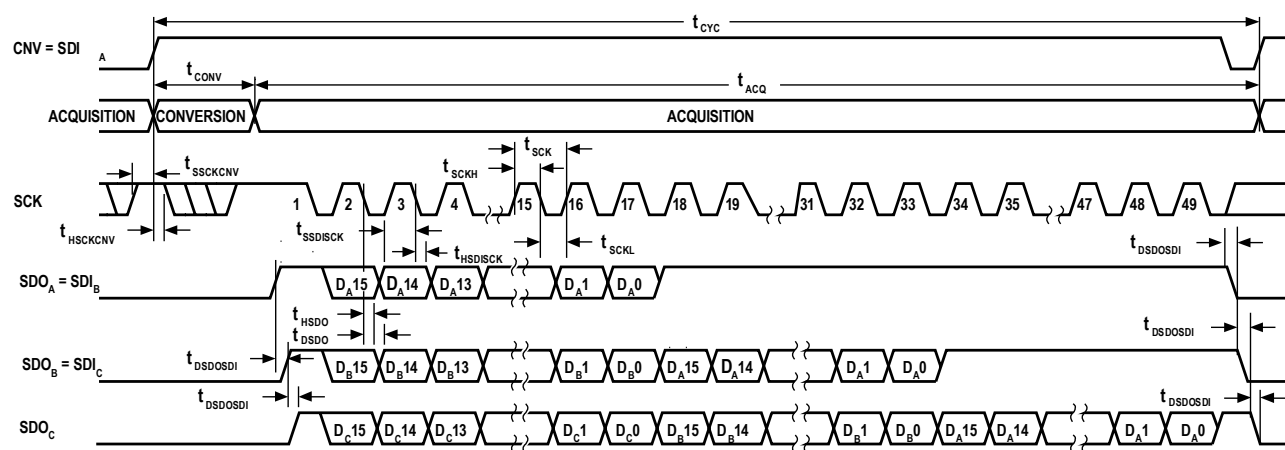 tCYC
CNV = SDIA
tCONV
tACQ
ACQUISITION CONVERSION ACQUISITION
tSCK
tSSCKCNV
tSCKH
SCK
1 2 3 4 15 16 17 18 19 31 32 33 34 35 47 48 49
tHSCKCNV
tSSDISCK
tHSDISCK
tSCKL
tDSDOSDI
SDOA = SDIB
DA15 DA14 DA13 DA1 DA0
tHSDO
tDSDO
tDSDOSDI
tDSDOSDI
SDOB = SDIC
DB15 DB14 DB13 DB1 DB0 DA15 DA14 DA1 DA0
tDSDOSDI
tDSDOSDI
SDOC
DC15 DC14 DC13 DC1 DC0 DB15 DB14 DB1 DB0 DA15 DA14 DA1 DA0